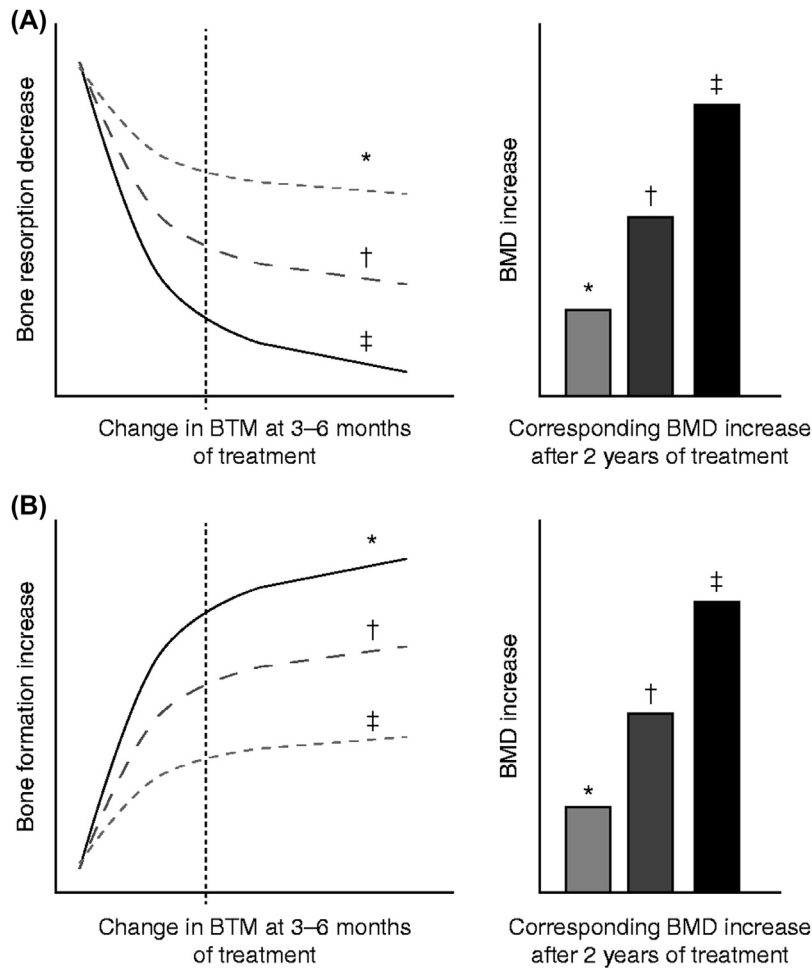 (A)
Bone resorption decrease
*
†
‡
Change in BTM at 3–6 months
of treatment
BMD increase
*
†
‡
Corresponding BMD increase
after 2 years of treatment
(B)
Bone formation increase
*
†
‡
Change in BTM at 3–6 months
of treatment
BMD increase
*
†
‡
Corresponding BMD increase
after 2 years of treatment